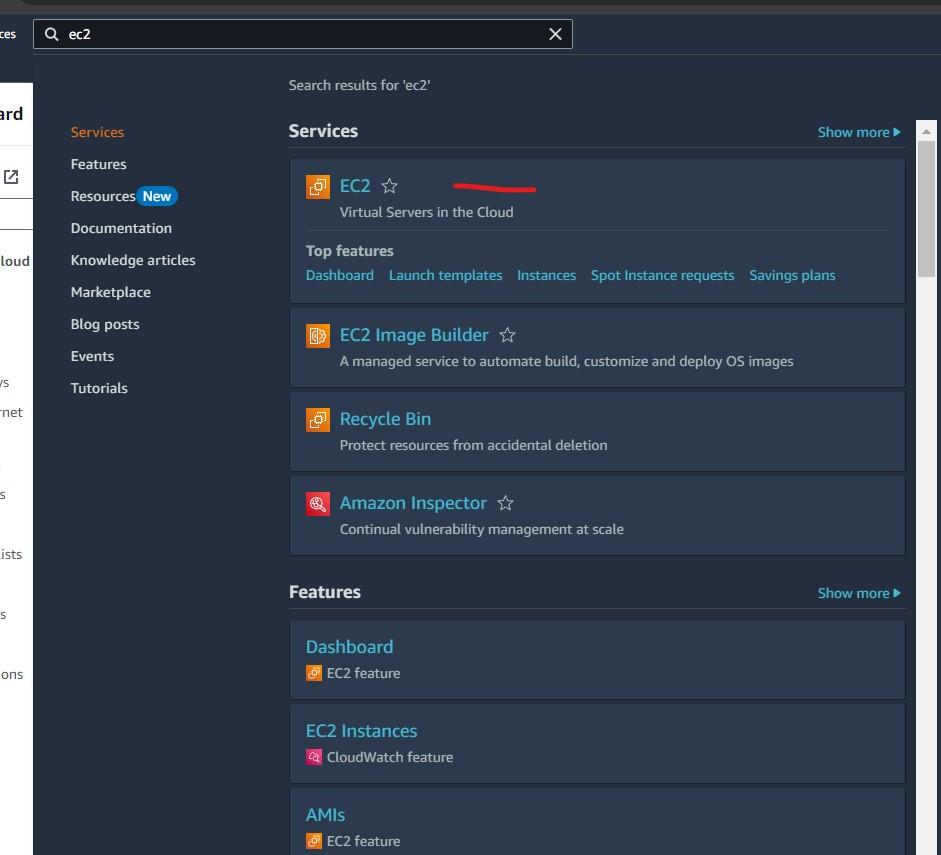 ces
ec2
Search results for 'ec2'
ard
Services
Features
Resources New
Documentation
Knowledge articles
Marketplace
Blog posts
Events
Tutorials
loud
ys
rnet
s
ists
s
ons
Services
Show more
EC2
Virtual Servers in the Cloud
Top features
Dashboard Launch templates Instances Spot Instance requests Savings plans
EC2 Image Builder
A managed service to automate build, customize and deploy OS images
Recycle Bin
Protect resources from accidental deletion
Amazon Inspector
Continual vulnerability management at scale
Features
Show more
Dashboard
EC2 feature
EC2 Instances
CloudWatch feature
AMIs
EC2 feature